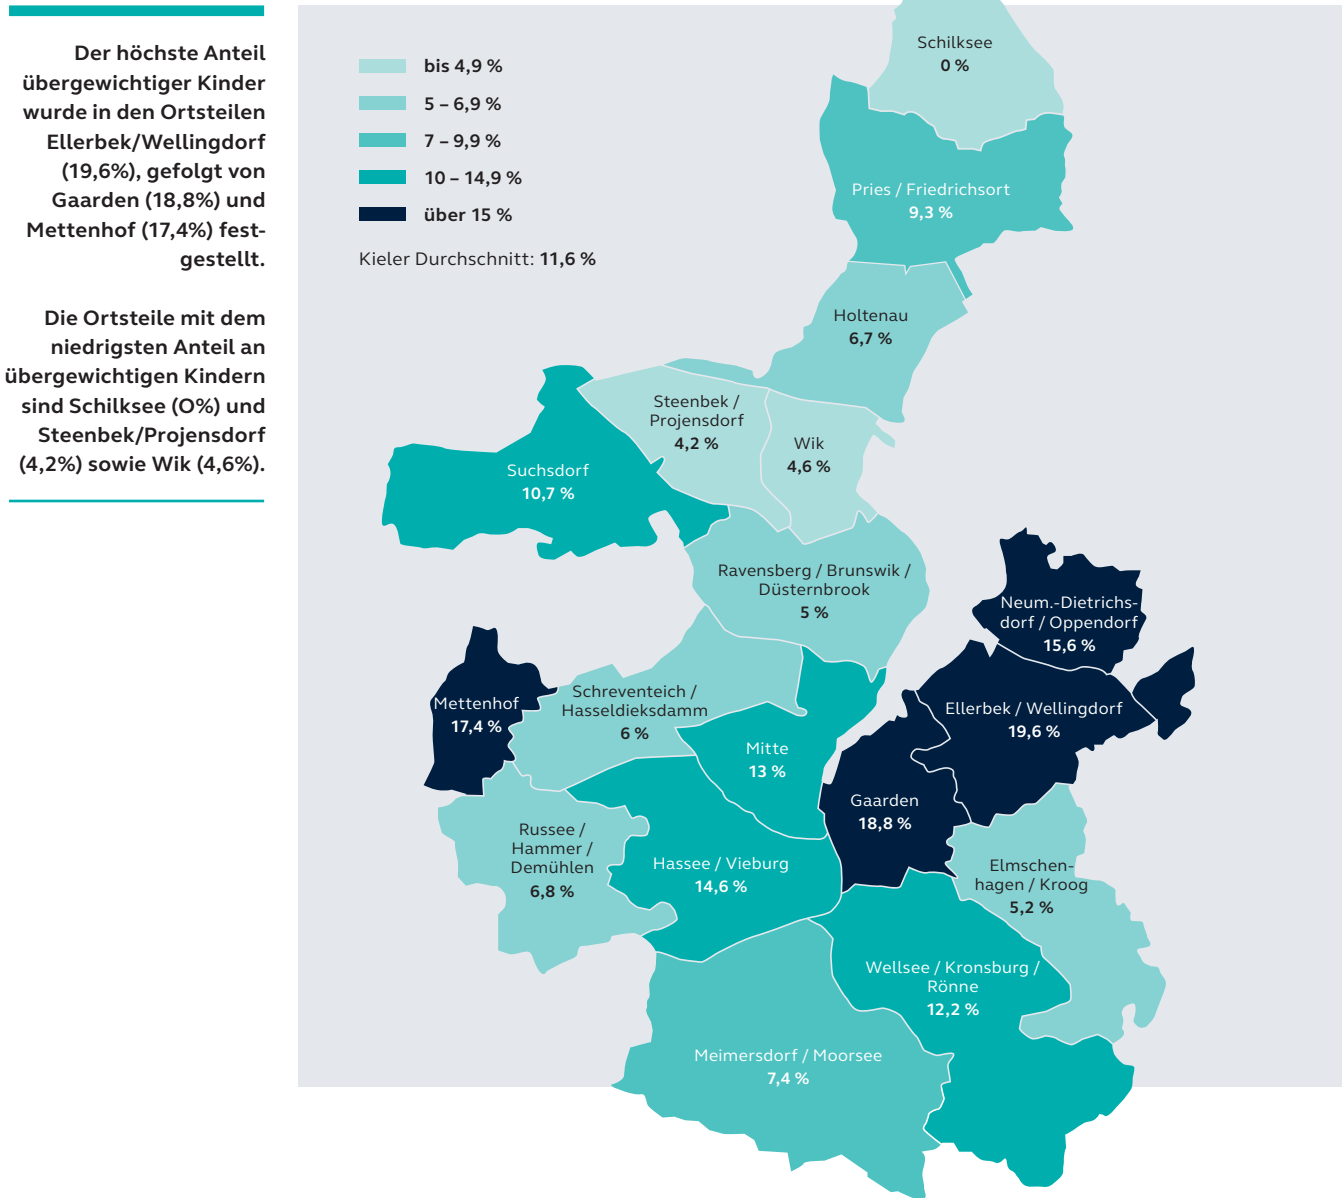 Der höchste Anteil
übergewichtiger Kinder
wurde in den Ortsteilen
Ellerbek/Wellingdorf
(19,6%), gefolgt von
Gaarden (18,8%) und
Mettenhof (17,4%) fest-
gestellt.
Die Ortsteile mit dem
niedrigsten Anteil an
übergewichtigen Kindern
sind Schilksee (0%) und
Steenbek/Projensdorf
(4,2%) sowie Wik (4,6%).
bis 4,9 %
5 – 6,9 %
7 – 9,9 %
10 – 14,9 %
über 15 %
Kieler Durchschnitt: 11,6 %
Schilksee
0 %
Pries / Friedrichsort
9,3 %
Holtenau
6,7 %
Steenbek /
Projensdorf
4,2 %
Wik
4,6 %
Suchsdorf
10,7 %
Ravensberg / Brunswik /
Düsternbrook
5 %
Neum.-Dietrichs-
dorf / Oppendorf
15,6 %
Mettenhof
17,4 %
Schreventeich /
Hasseldieksdamm
6 %
Ellerbek / Wellingdorf
19,6 %
Mitte
13 %
Gaarden
18,8 %
Russee /
Hammer /
Demühlen
6,8 %
Hassee / Vieburg
14,6 %
Elmschen-
hagen / Kroog
5,2 %
Wellsee / Kronsburg /
Rönne
12,2 %
Meimersdorf / Moorsee
7,4 %